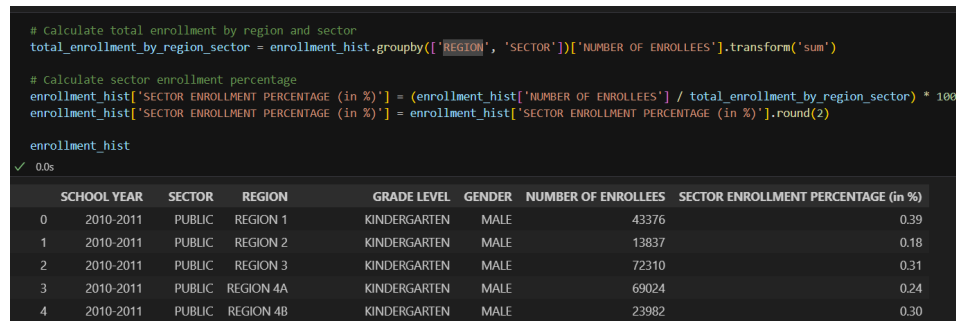 # Calculate total enrollment by region and sector
total_enrollment_by_region_sector = enrollment_hist.groupby(['REGION', 'SECTOR'])['NUMBER OF ENROLLEES'].transform('sum')
# Calculate sector enrollment percentage
enrollment_hist['SECTOR ENROLLMENT PERCENTAGE (in %)'] = (enrollment_hist['NUMBER OF ENROLLEES'] / total_enrollment_by_region_sector) * 100
enrollment_hist['SECTOR ENROLLMENT PERCENTAGE (in %)'] = enrollment_hist['SECTOR ENROLLMENT PERCENTAGE (in %)'].round(2)
enrollment_hist
✓ 0.0s
SCHOOL YEAR SECTOR REGION GRADE LEVEL GENDER NUMBER OF ENROLLEES SECTOR ENROLLMENT PERCENTAGE (in %)
0 2010-2011 PUBLIC REGION 1 KINDERGARTEN MALE 43376 0.39
1 2010-2011 PUBLIC REGION 2 KINDERGARTEN MALE 13837 0.18
2 2010-2011 PUBLIC REGION 3 KINDERGARTEN MALE 72310 0.31
3 2010-2011 PUBLIC REGION 4A KINDERGARTEN MALE 69024 0.24
4 2010-2011 PUBLIC REGION 4B KINDERGARTEN MALE 23982 0.30